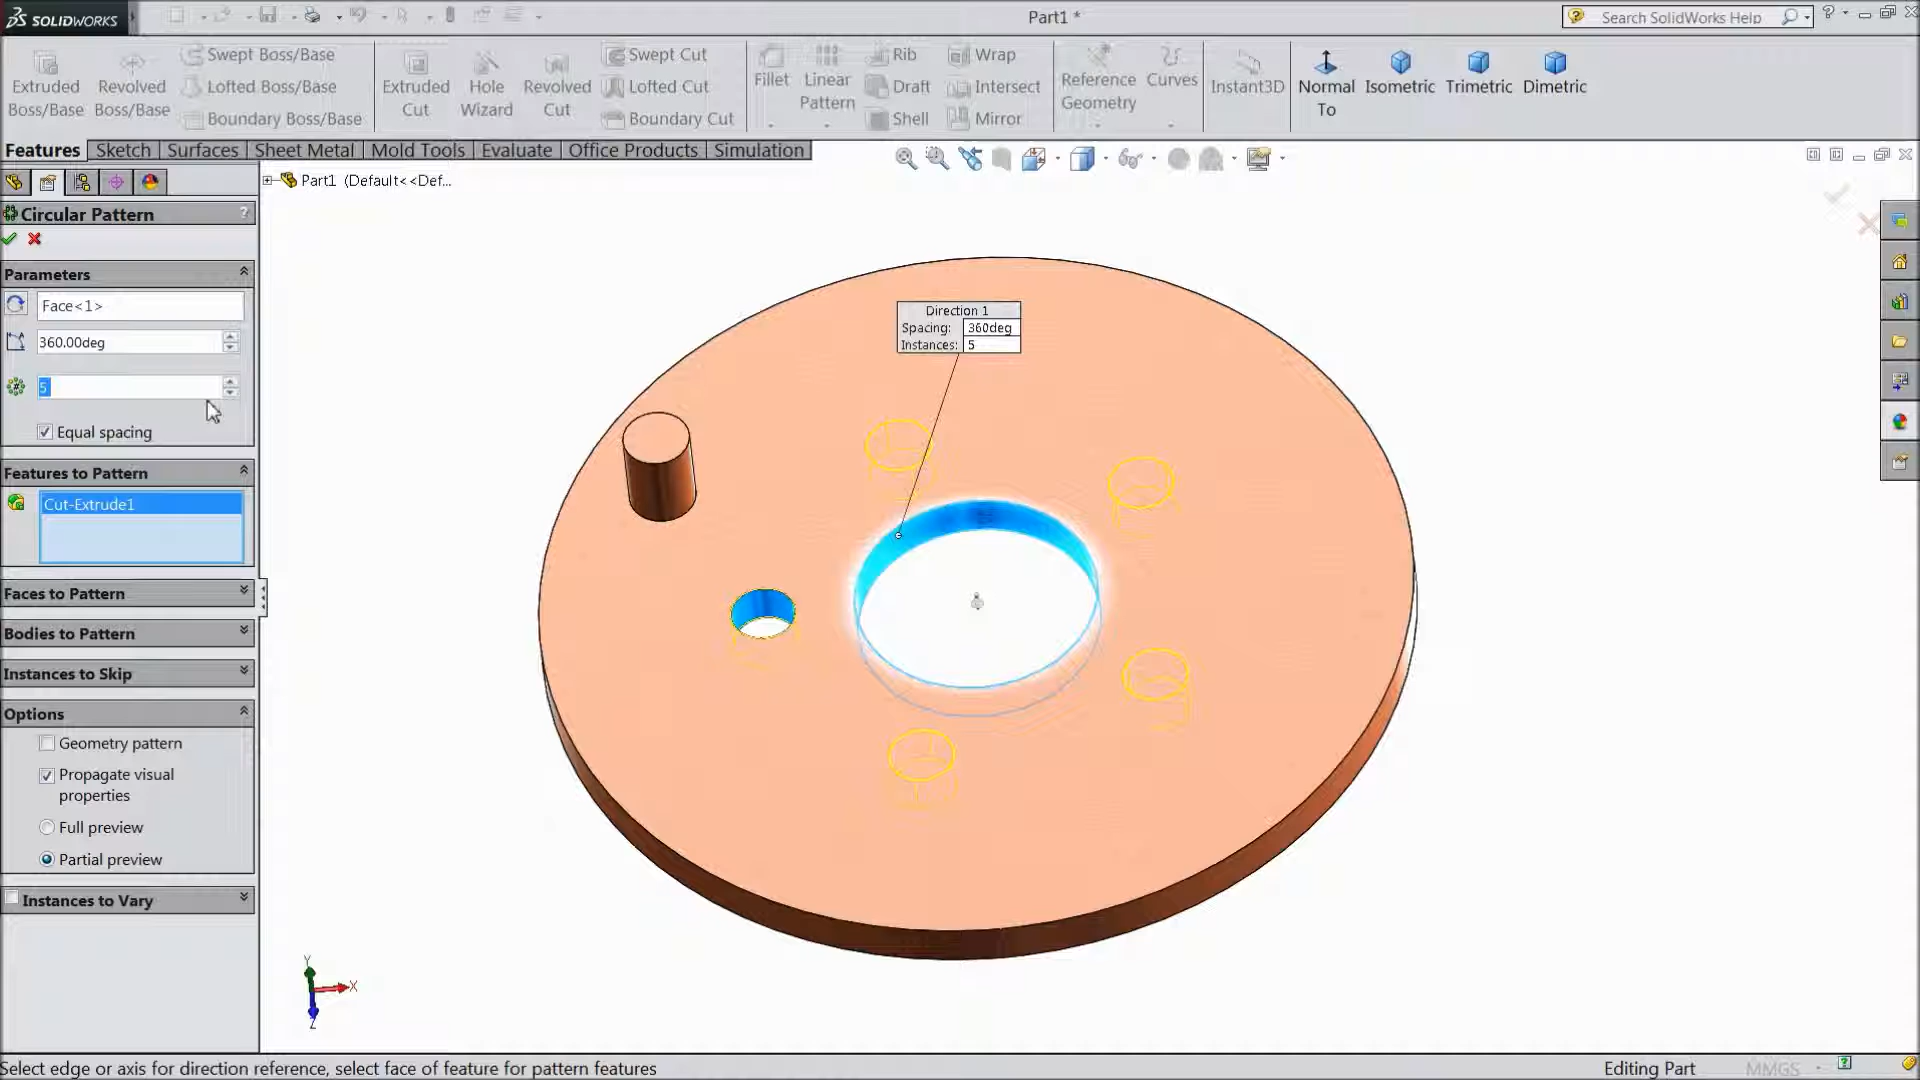 SOLIDWORKS
Part1 *
Search SolidWorks Help
Extruded Boss/Base
Revolved Boss/Base
Swept Boss/Base
Lofted Boss/Base
Boundary Boss/Base
Extruded Cut
Hole Wizard
Revolved Cut
Swept Cut
Lofted Cut
Boundary Cut
Fillet
Linear Pattern
Rib
Draft
Shell
Wrap
Intersect
Mirror
Reference Geometry
Curves
Instant3D
Normal To
Isometric
Trimetric
Dimetric
Features
Sketch
Surfaces
Sheet Metal
Mold Tools
Evaluate
Office Products
Simulation
Part1 (Default<<Def...
Circular Pattern
?
Parameters
Face<1>
360.00deg
5
Equal spacing
Features to Pattern
Cut-Extrude1
Faces to Pattern
Bodies to Pattern
Instances to Skip
Options
Geometry pattern
Propagate visual
properties
Full preview
Partial preview
Instances to Vary
Direction 1
Spacing: 360deg
Instances: 5
Y
X
Z
Select edge or axis for direction reference, select face of feature for pattern features
Editing Part
MMGS